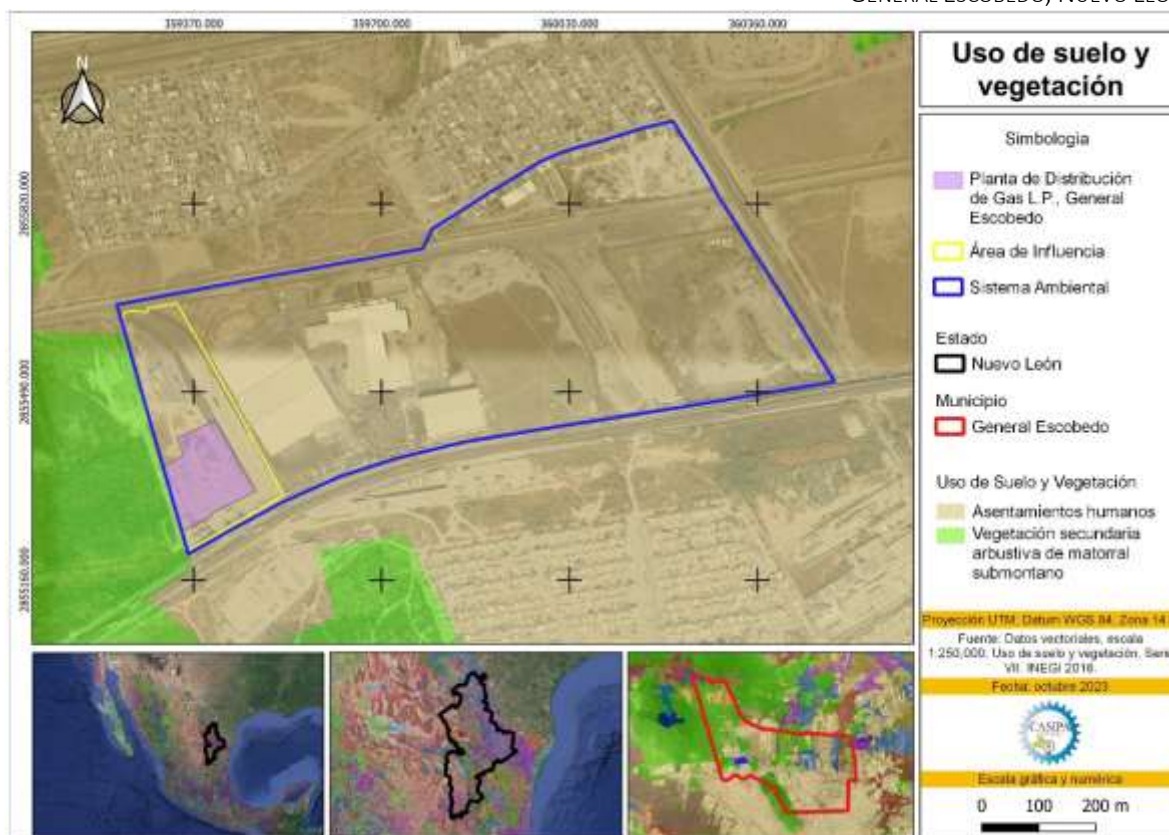 GENERAL ESCOBEDO, NUEVO LEÓ
359370.000 359700.000 360030.000 360360.000
N
2855820.000
2855490.000
2855160.000
Uso de suelo y
vegetación
Simbología
Planta de Distribución
de Gas L.P., General
Escobedo
Área de Influencia
Sistema Ambiental
Estado
Nuevo León
Municipio
General Escobedo
Uso de Suelo y Vegetación
Asentamientos humanos
Vegetación secundaria
arbustiva de matorral
submontano
Proyección UTM, Datum WGS 84, Zona 14
Fuente: Datos vectoriales, escala
1:250,000, Uso de suelo y vegetación, Serie
VII. INEGI 2018.
Fecha: octubre 2023
CASIPA
Escala gráfica y numérica
0 100 200 m